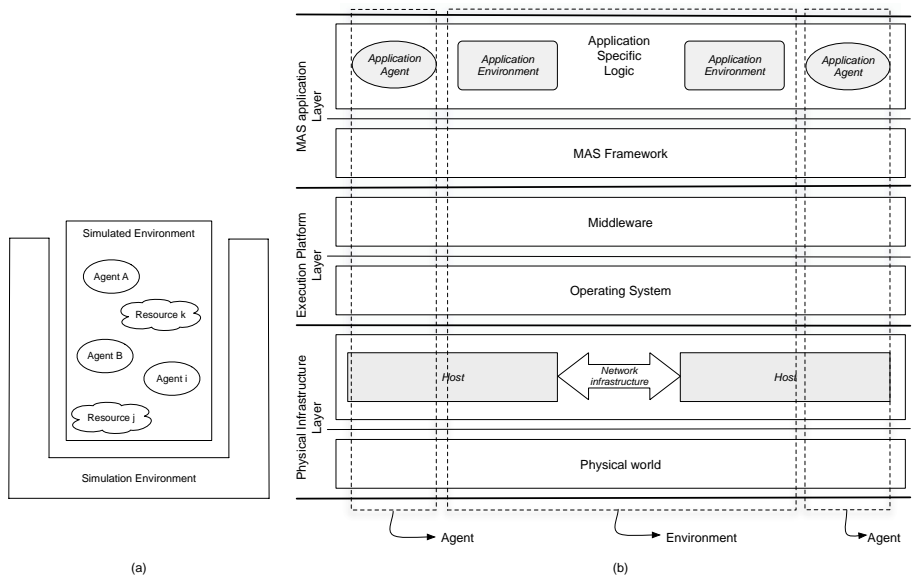 Simulated Environment
Agent A
Resource k
Agent B
Agent i
Resource j
Simulation Environment
(a)
MAS application
Layer
Application
Agent
Application
Environment
Application
Specific
Logic
Application
Environment
Application
Agent
MAS Framework
Execution Platform
Layer
Middleware
Operating System
Physical Infrastructure
Layer
Host
Network
infrastructure
Host
Physical world
Agent
Environment
Agent
(b)